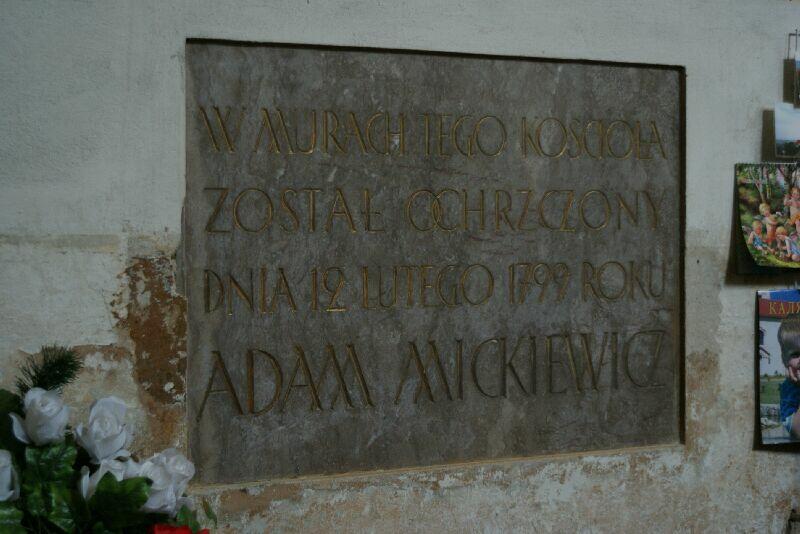 W MURACH TEGO KOŚCIOŁA
ZOSTAŁ OCHRZCZONY
DNIA 12 LUTEGO 1799 ROKU
ADAM MICKIEWICZ